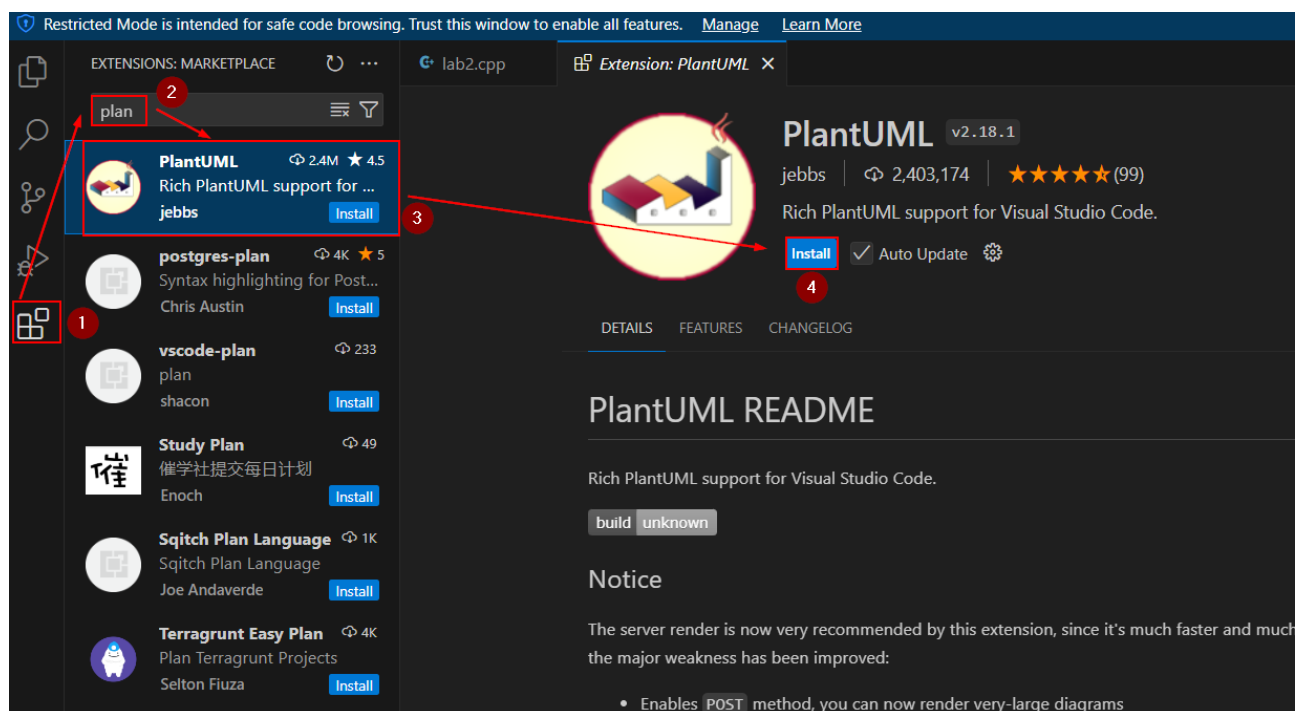 Restricted Mode is intended for safe code browsing. Trust this window to enable all features. Manage Learn More
EXTENSIONS: MARKETPLACE
plan
2
PlantUML 2.4M ★ 4.5
Rich PlantUML support for ...
jebbs Install
3
postgres-plan 4K ★ 5
Syntax highlighting for Post...
Chris Austin Install
1
vscode-plan 233
plan
shacon Install
Study Plan 49
催学社提交每日计划
Enoch Install
催
Sqitch Plan Language 1K
Sqitch Plan Language
Joe Andaverde Install
Terragrunt Easy Plan 4K
Plan Terragrunt Projects
Selton Fiuza Install
lab2.cpp
Extension: PlantUML
PlantUML v2.18.1
jebbs 2,403,174 ★★★★★ (99)
Rich PlantUML support for Visual Studio Code.
Install Auto Update
4
DETAILS FEATURES CHANGELOG
PlantUML README
Rich PlantUML support for Visual Studio Code.
build unknown
Notice
The server render is now very recommended by this extension, since it's much faster and much
the major weakness has been improved:
• Enables POST method, you can now render very-large diagrams